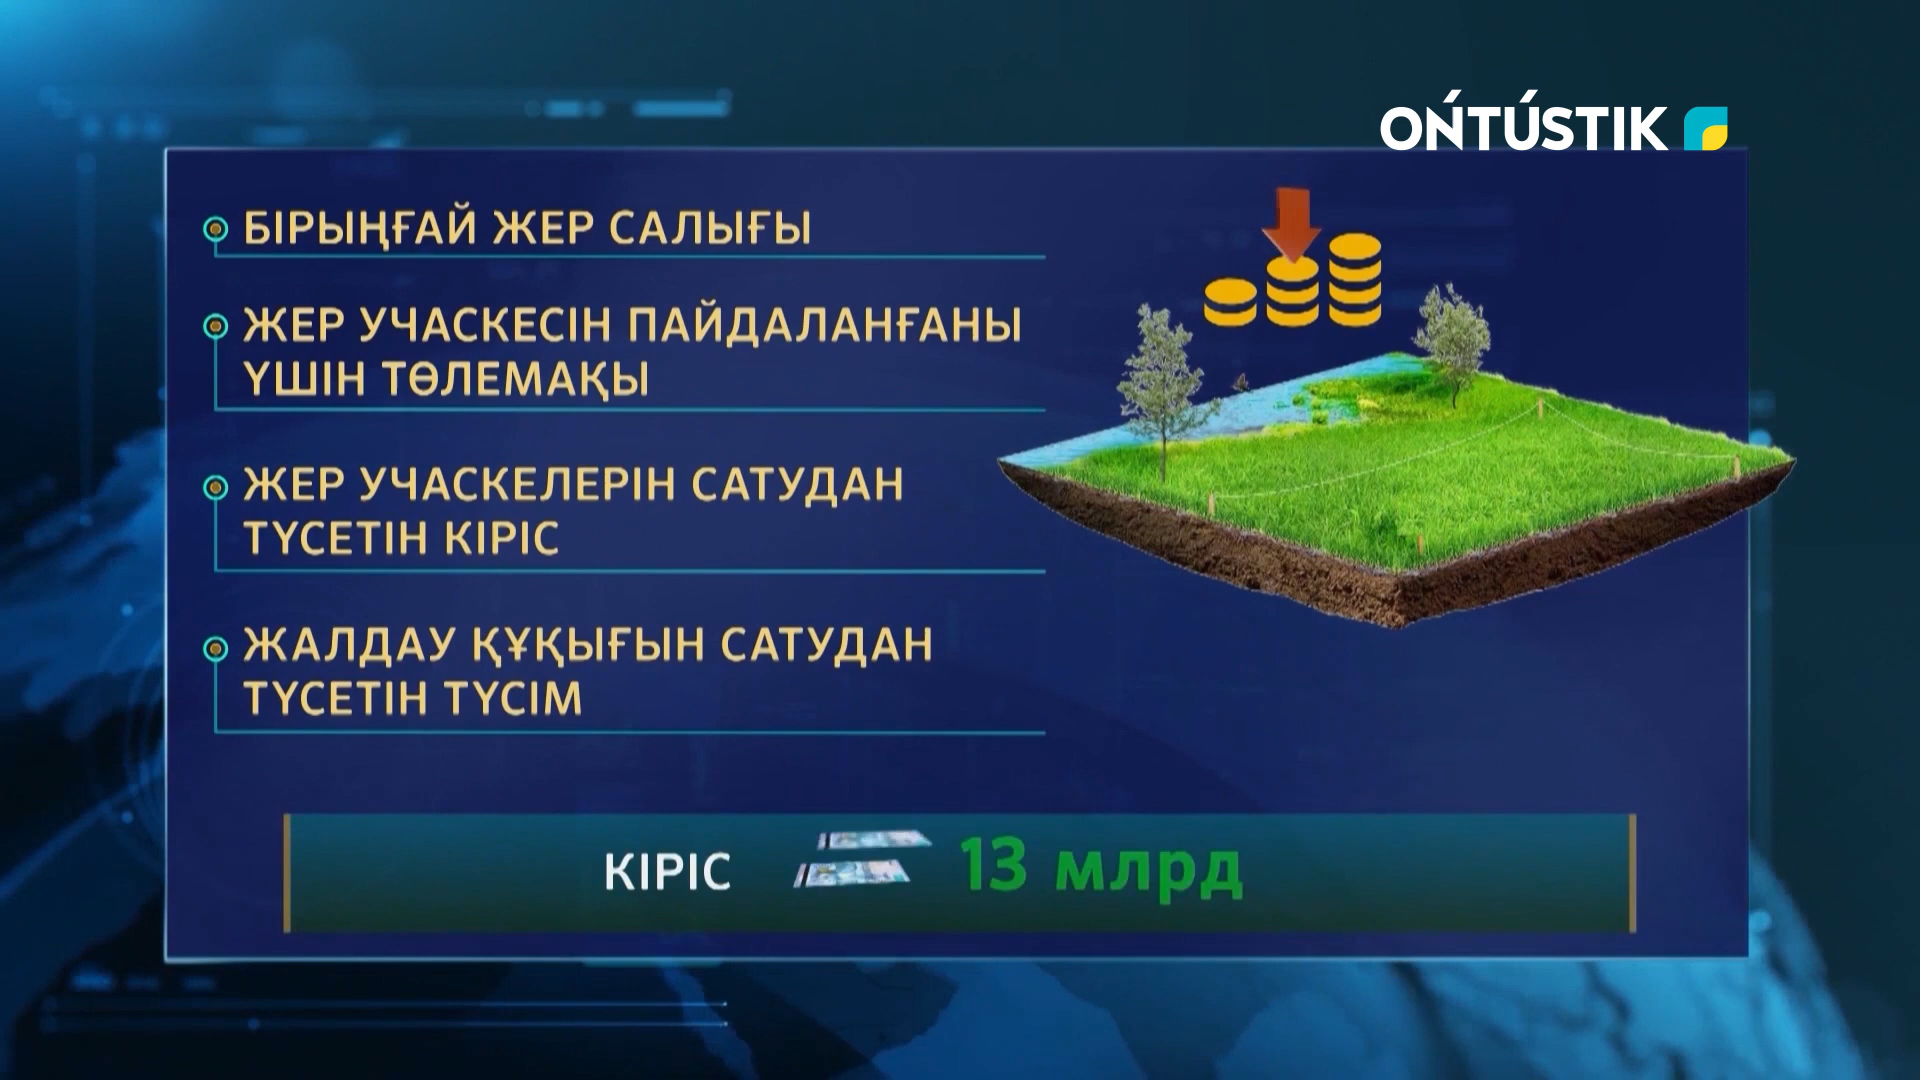 OŃTÚSTIK
БІРЫҢҒАЙ ЖЕР САЛЫҒЫ
ЖЕР УЧАСКЕСІН ПАЙДАЛАНҒАНЫ
ҮШІН ТӨЛЕМАҚЫ
ЖЕР УЧАСКЕЛЕРІН САТУДАН
ТҮСЕТІН КІРІС
ЖАЛДАУ ҚҰҚЫҒЫН САТУДАН
ТҮСЕТІН ТҮСІМ
КІРІС 13 млрд